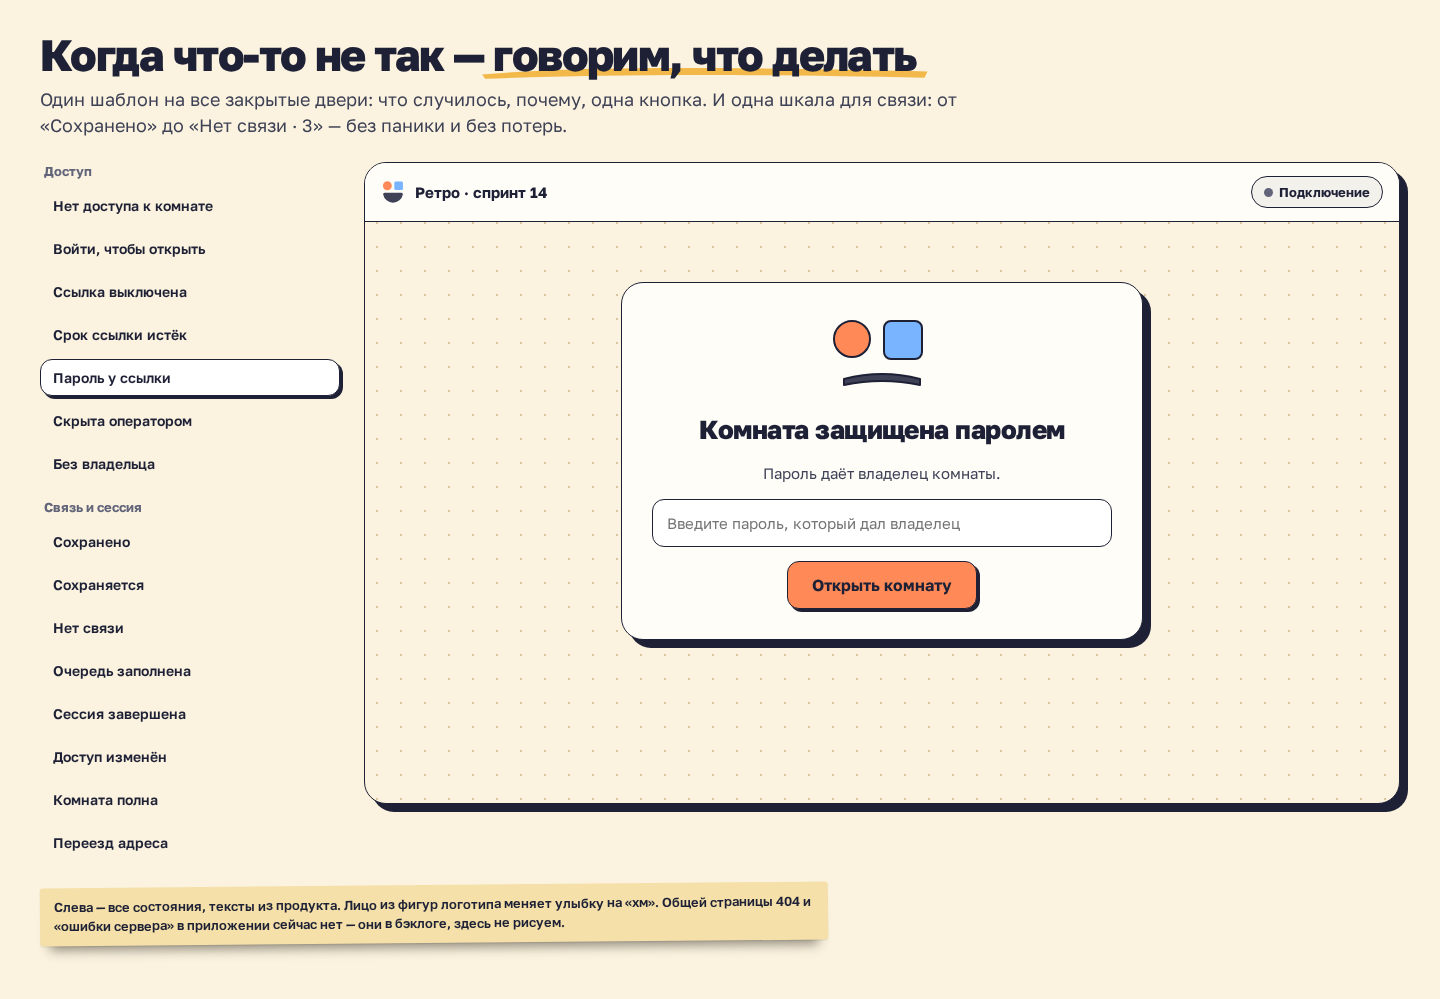 Когда что-то не так — говорим, что делать
Один шаблон на все закрытые двери: что случилось, почему, одна кнопка. И одна шкала для связи: от
«Сохранено» до «Нет связи · 3» — без паники и без потерь.
Доступ
Нет доступа к комнате
Войти, чтобы открыть
Ссылка выключена
Срок ссылки истёк
Пароль у ссылки
Скрыта оператором
Без владельца
Связь и сессия
Сохранено
Сохраняется
Нет связи
Очередь заполнена
Сессия завершена
Доступ изменён
Комната полна
Переезд адреса
Ретро · спринт 14
Подключение
Комната защищена паролем
Пароль даёт владелец комнаты.
Введите пароль, который дал владелец
Открыть комнату
Слева — все состояния, тексты из продукта. Лицо из фигур логотипа меняет улыбку на «хм». Общей страницы 404 и
«ошибки сервера» в приложении сейчас нет — они в бэклоге, здесь не рисуем.